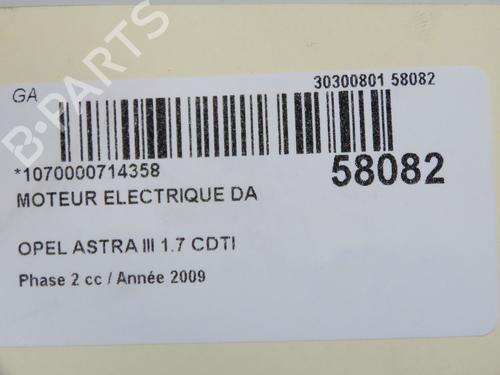 GA
30300801 58082
*1070000714358
58082
MOTEUR ELECTRIQUE DA
OPEL ASTRA III 1.7 CDTI
Phase 2 cc / Année 2009
B-PARTS